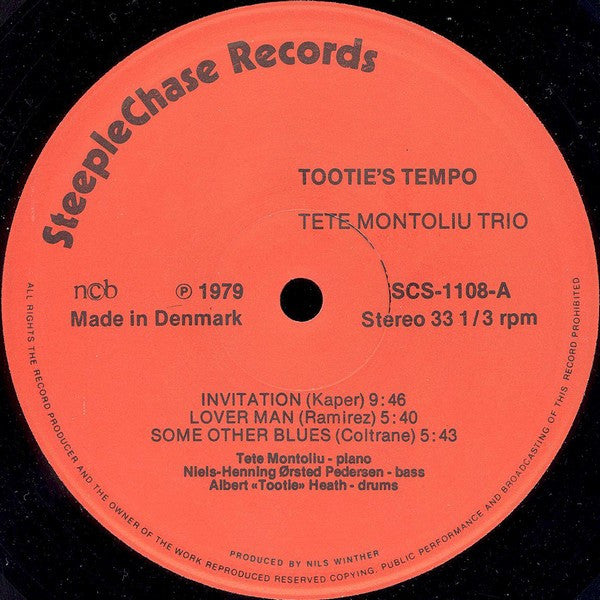 SteepleChase Records
TOOTIE'S TEMPO
TETE MONTOLIU TRIO
ncb
℗ 1979
SCS-1108-A
Made in Denmark
Stereo 33 1/3 rpm
INVITATION (Kaper) 9:46
LOVER MAN (Ramirez) 5:40
SOME OTHER BLUES (Coltrane) 5:43
Tete Montoliu - piano
Niels-Henning Ørsted Pedersen - bass
Albert «Tootie» Heath - drums
PRODUCED BY NILS WINTHER
ALL RIGHTS THE RECORD PRODUCER AND THE OWNER OF THE WORK REPRODUCED RESERVED COPYING, PUBLIC PERFORMANCE AND BROADCASTING OF THIS RECORD PROHIBITED